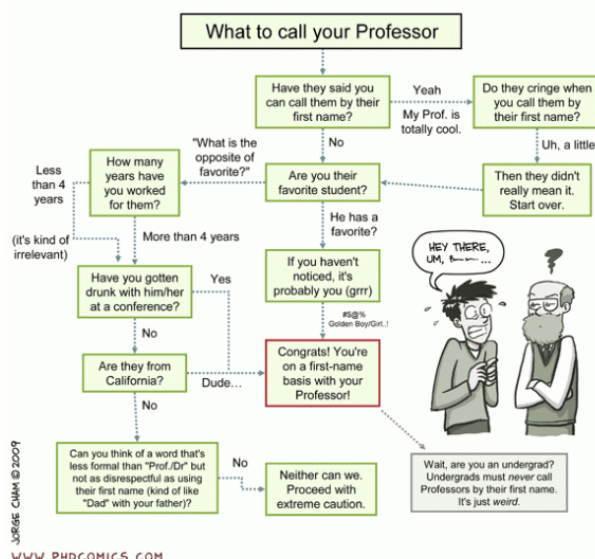 What to call your Professor
Have they said you
can call them by their
first name?
Yeah
My Prof. is
totally cool.
Do they cringe when
you call them by
their first name?
Uh, a little
Then they didn't
really mean it.
Start over.
No
Are you their
favorite student?
"What is the
opposite of
favorite?"
How many
years have
you worked
for them?
Less
than 4
years
(it's kind of
irrelevant)
More than 4 years
He has a
favorite?
If you haven't
noticed, it's
probably you (grrr)
#$@%
Golden Boy/Girl..!
Have you gotten
drunk with him/her
at a conference?
Yes
No
Are they from
California?
Dude...
Congrats! You're
on a first-name
basis with your
Professor!
No
Can you think of a word that's
less formal than "Prof./Dr" but
not as disrespectful as using
their first name (kind of like
"Dad" with your father)?
No
Neither can we.
Proceed with
extreme caution.
HEY THERE,
UM, ...
?
Wait, are you an undergrad?
Undergrads must never call
Professors by their first name.
It's just weird.
JORGE CHAM © 2009
WWW.PHDCOMICS.COM